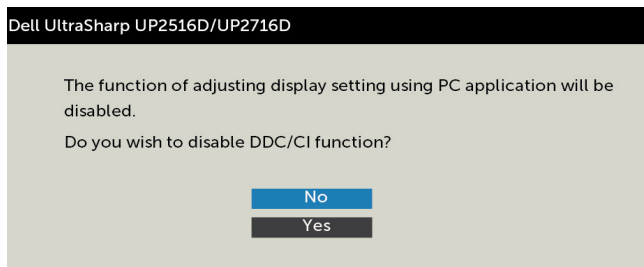 Dell UltraSharp UP2516D/UP2716D
The function of adjusting display setting using PC application will be
disabled.
Do you wish to disable DDC/CI function?
No
Yes